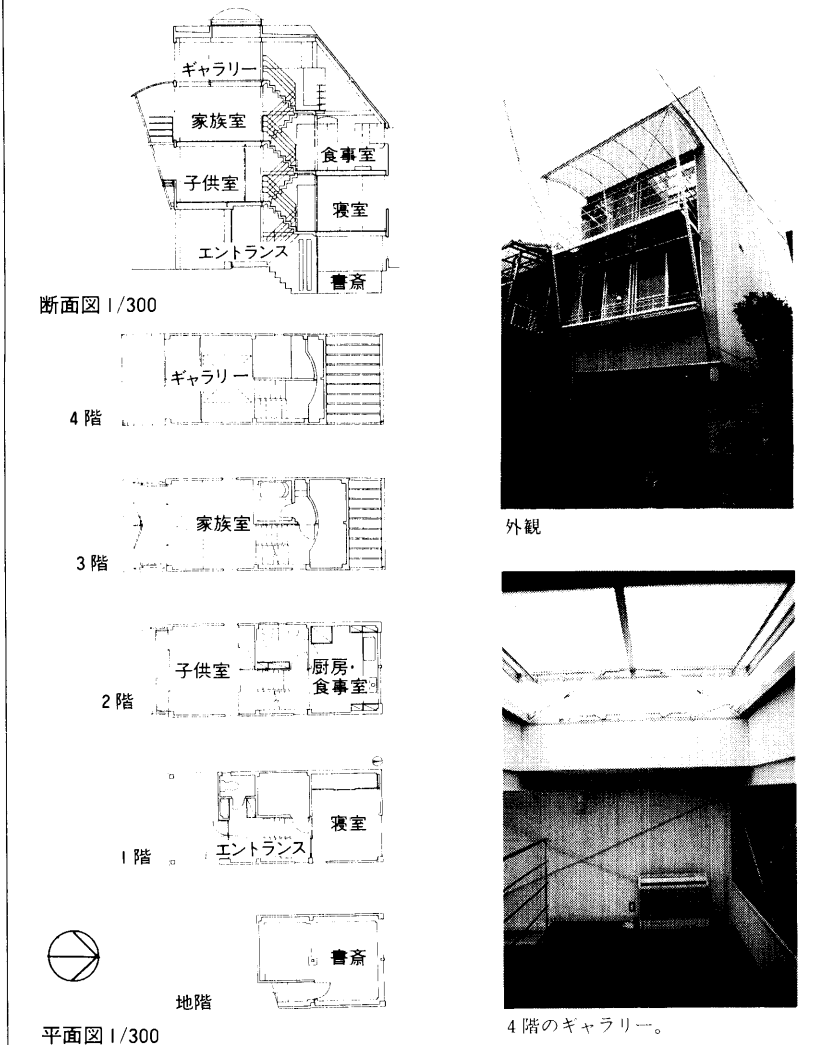 ギャラリー
家族室
食事室
子供室
寝室
エントランス
書斎
断面図 1/300
ギャラリー
4階
家族室
3階
子供室
厨房・
食事室
2階
寝室
エントランス
1階
書斎
地階
平面図 1/300
外観
4階のギャラリー。